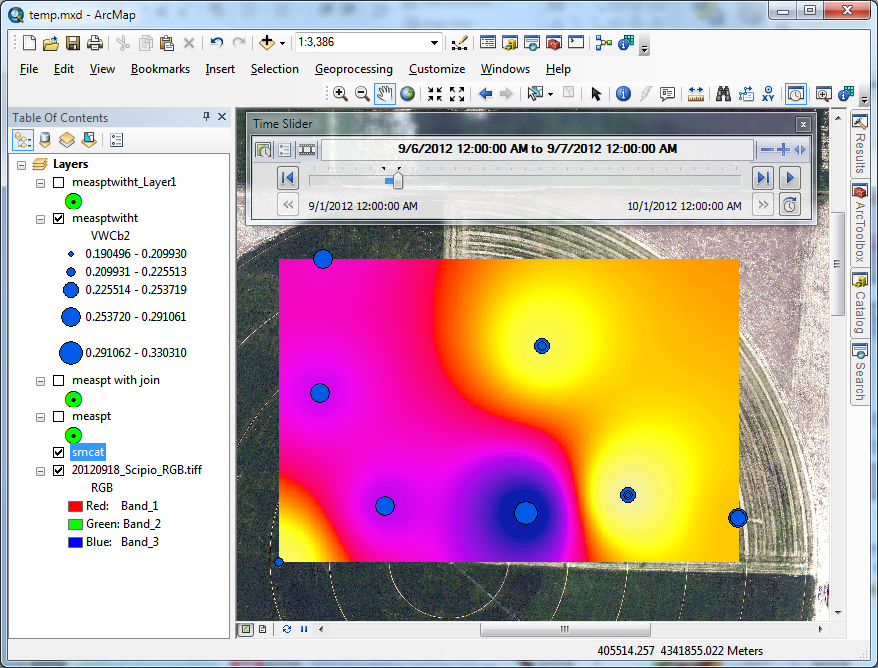 temp.mxd - ArcMap
1:3,386
File Edit View Bookmarks Insert Selection Geoprocessing Customize Windows Help
XY
Table Of Contents
Layers
measptwitht_Layer1
measptwitht
VWCb2
0.190496 - 0.209930
0.209931 - 0.225513
0.225514 - 0.253719
0.253720 - 0.291061
0.291062 - 0.330310
measpt with join
measpt
smcat
20120918_Scipio_RGB.tiff
RGB
Red: Band_1
Green: Band_2
Blue: Band_3
Time Slider
9/6/2012 12:00:00 AM to 9/7/2012 12:00:00 AM
9/1/2012 12:00:00 AM
10/1/2012 12:00:00 AM
Results
ArcToolbox
Catalog
Search
405514.257 4341855.022 Meters